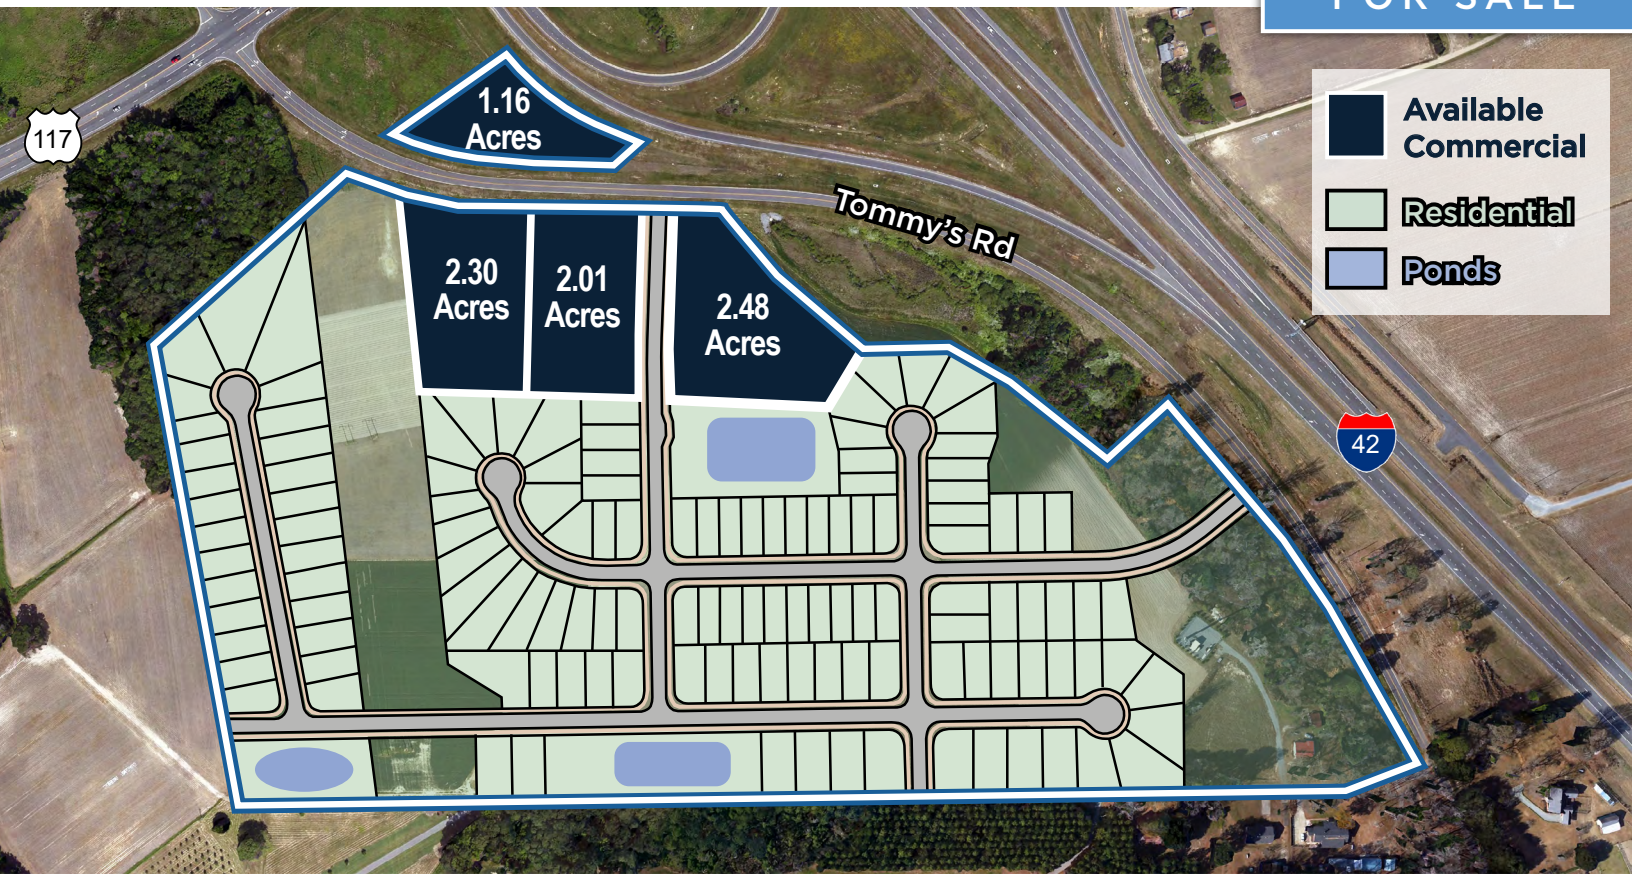 FOR SALE
117
1.16
Acres
Available
Commercial
Residential
Ponds
Tommy's Rd
2.30
Acres
2.01
Acres
2.48
Acres
42